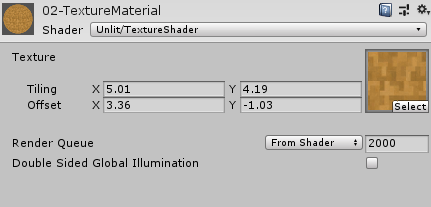 02-TextureMaterial
Shader Unlit/TextureShader
Texture
Tiling X 5.01 Y 4.19
Offset X 3.36 Y -1.03
Select
Render Queue From Shader 2000
Double Sided Global Illumination